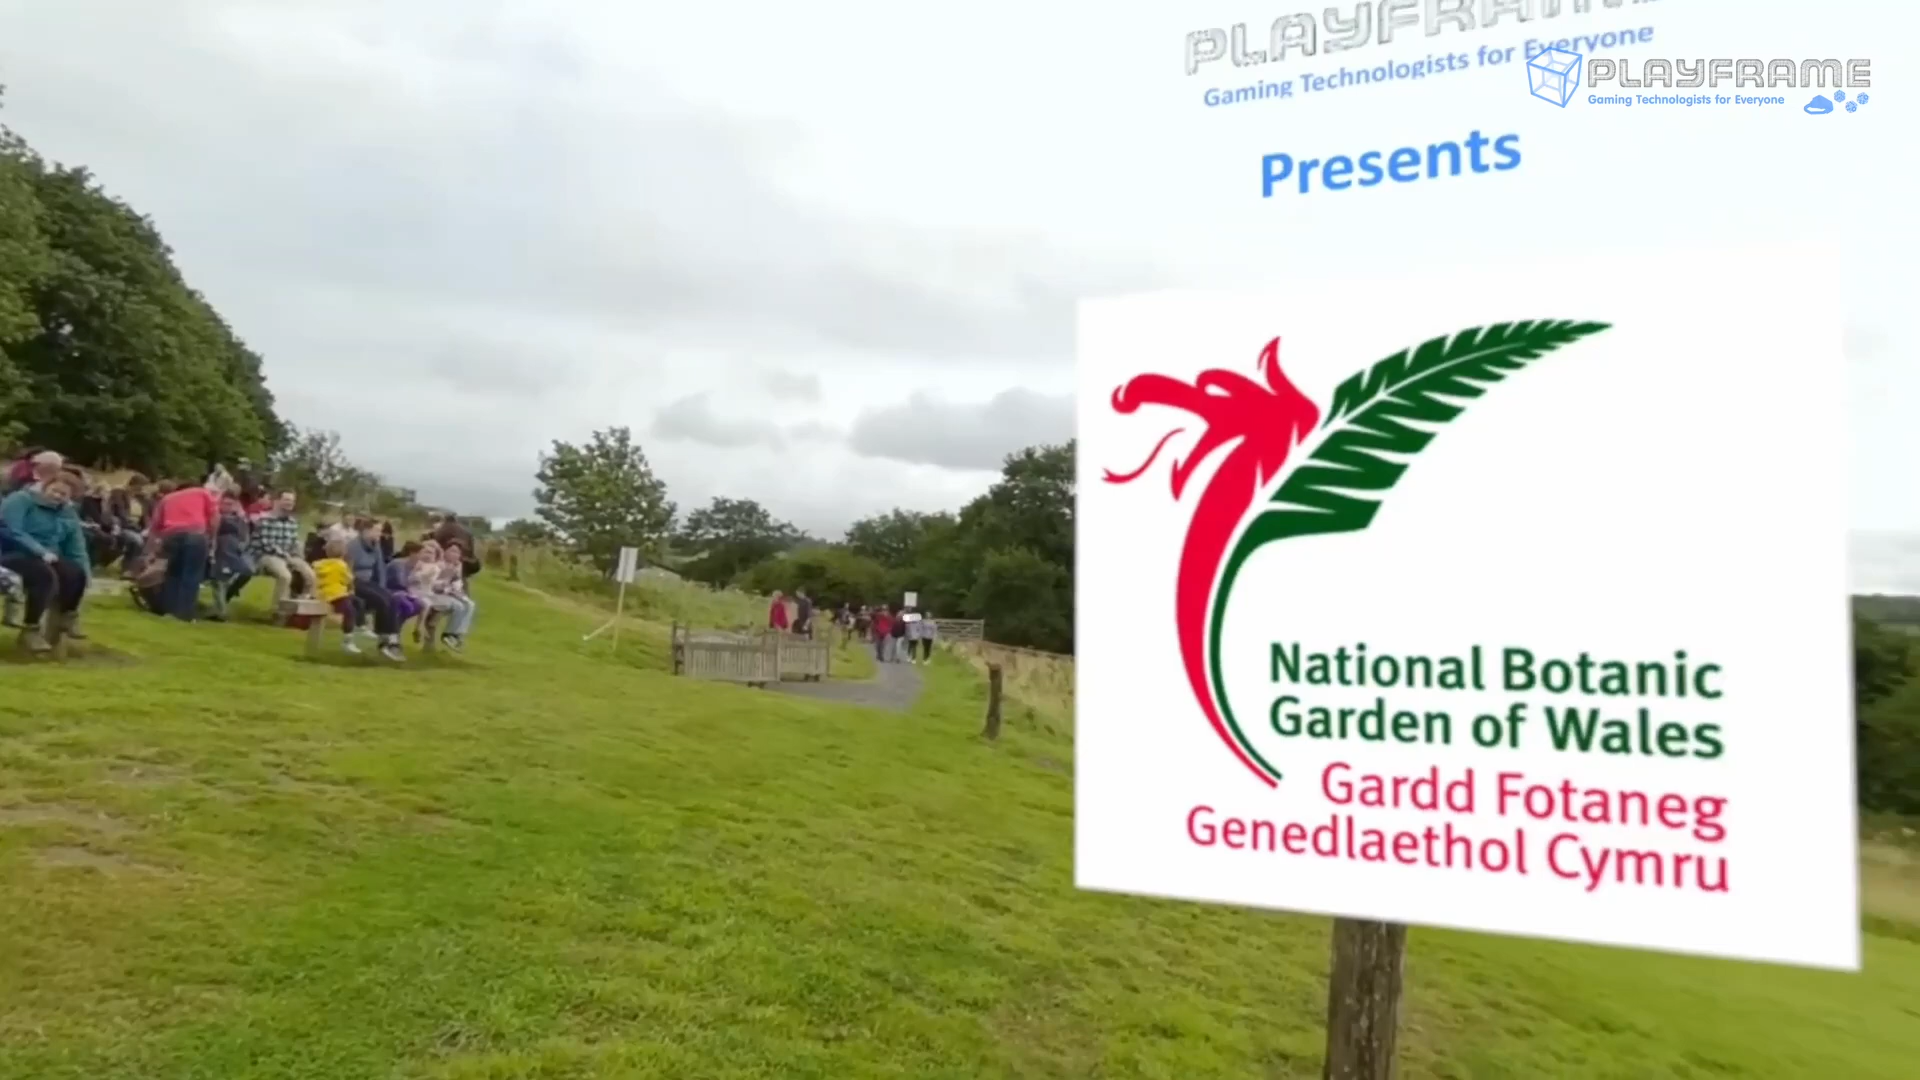 PLAYFRAME
Gaming Technologists for Everyone
PLAYFRAME
Gaming Technologists for Everyone
Presents
National Botanic
Garden of Wales
Gardd Fotaneg
Genedlaethol Cymru